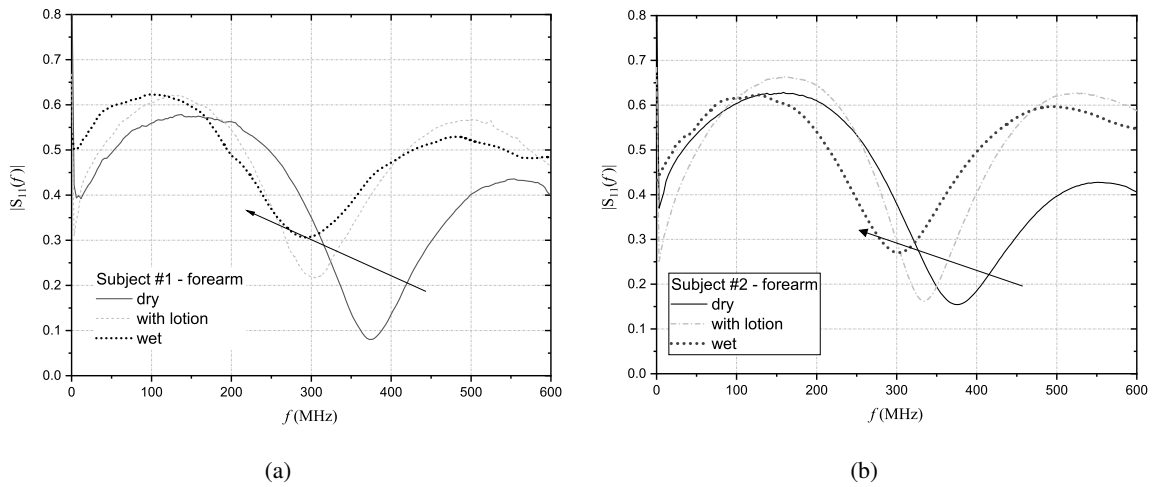 0.8
0.7
0.6
0.5
0.4
0.3
0.2
0.1
0.0
|S11(f)|
Subject #1 - forearm
dry
with lotion
wet
0 100 200 300 400 500 600
f (MHz)
(a)
0.8
0.7
0.6
0.5
0.4
0.3
0.2
0.1
0.0
|S11(f)|
Subject #2 - forearm
dry
with lotion
wet
0 100 200 300 400 500 600
f (MHz)
(b)